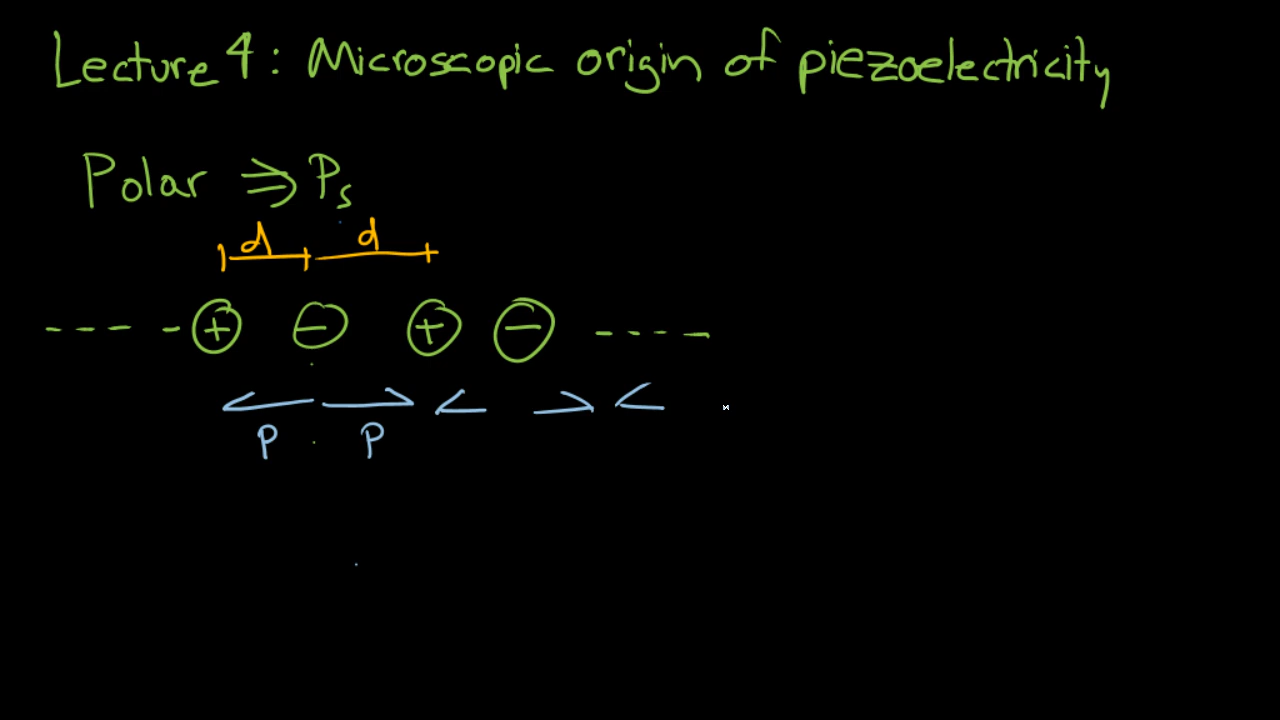 Lecture 4: Microscopic origin of piezoelectricity
Polar ⇒ Ps
d d
---- + - + - ----
P P